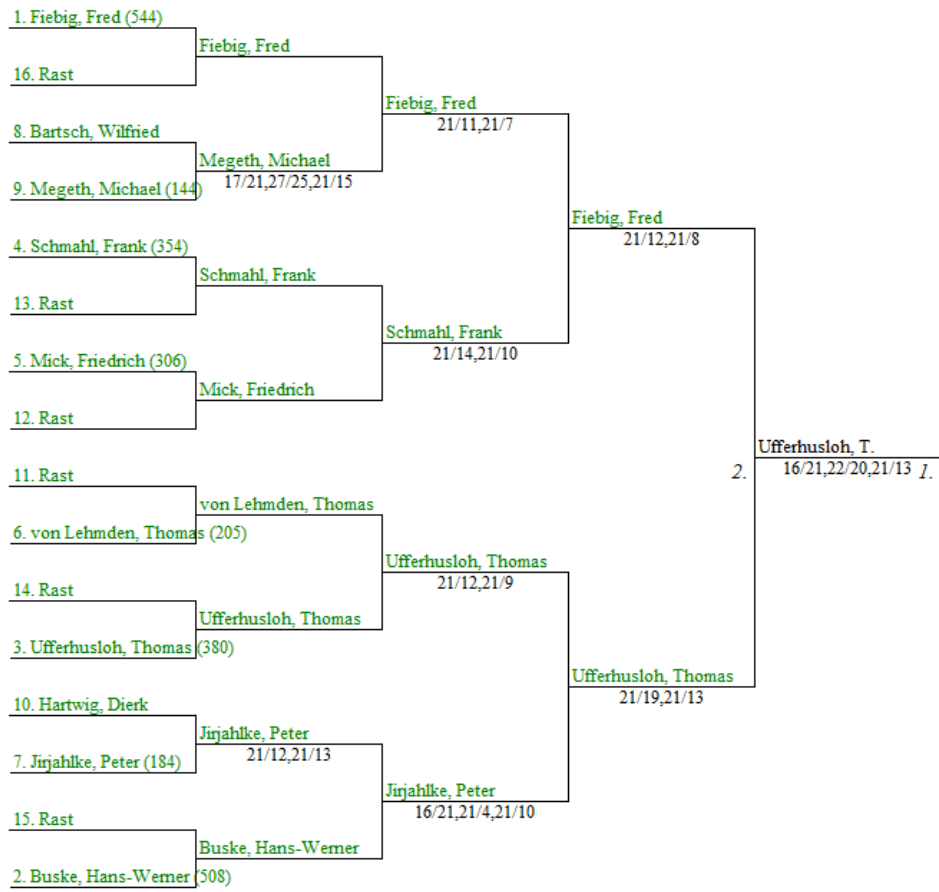 1. Fiebig, Fred (544)
Fiebig, Fred
16. Rast
Fiebig, Fred
21/11,21/7
8. Bartsch, Wilfried
Megeth, Michael
17/21,27/25,21/15
9. Megeth, Michael (144)
Fiebig, Fred
21/12,21/8
4. Schmahl, Frank (354)
Schmahl, Frank
13. Rast
Schmahl, Frank
21/14,21/10
5. Mick, Friedrich (306)
Mick, Friedrich
12. Rast
Ufferhusloh, T.
2.
16/21,22/20,21/13
1.
11. Rast
von Lehmden, Thomas
6. von Lehmden, Thomas (205)
Ufferhusloh, Thomas
21/12,21/9
14. Rast
Ufferhusloh, Thomas
3. Ufferhusloh, Thomas (380)
Ufferhusloh, Thomas
21/19,21/13
10. Hartwig, Dierk
Jirjahlke, Peter
21/12,21/13
7. Jirjahlke, Peter (184)
Jirjahlke, Peter
16/21,21/4,21/10
15. Rast
Buske, Hans-Werner
2. Buske, Hans-Werner (508)